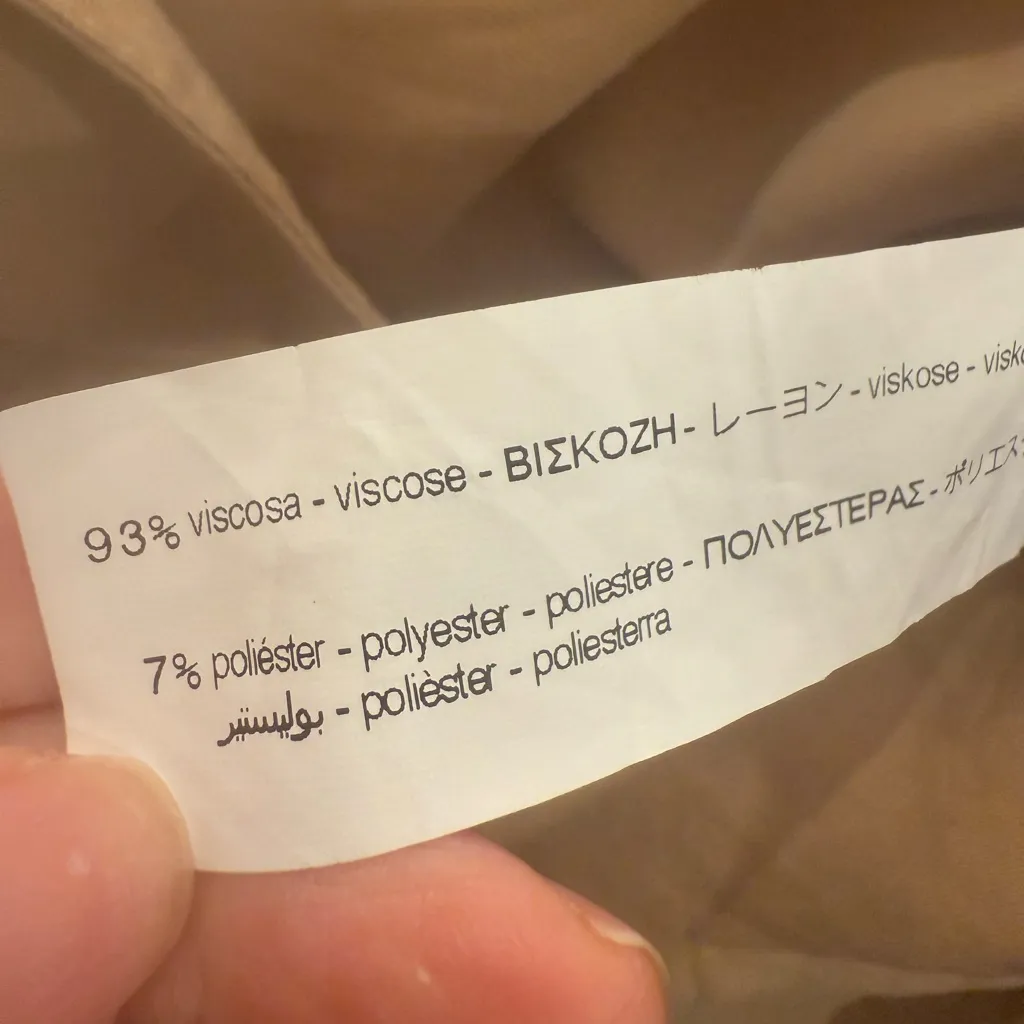 93% viscosa - viscose - ΒΙΣΚΟΖΗ - レーヨン - viskose -
7% poliéster - polyester - poliestere - ΠΟΛΥΕΣΤΕΡΑΣ -
بوليستير - polièster - poliesterra